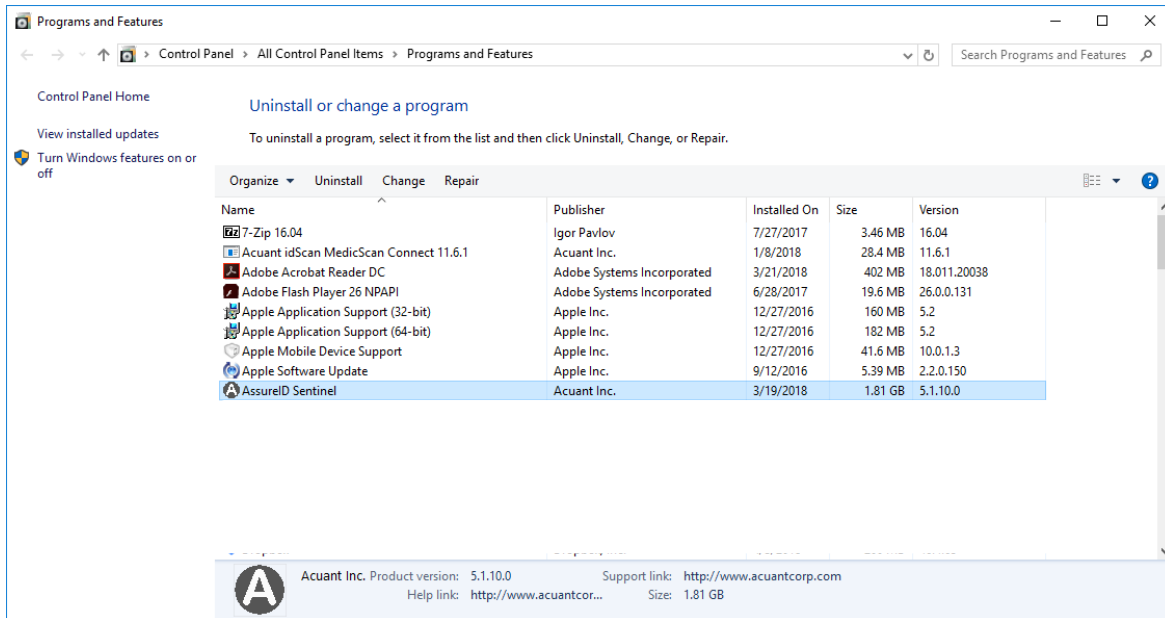 Programs and Features
Control Panel > All Control Panel Items > Programs and Features
Search Programs and Features
Control Panel Home
View installed updates
Turn Windows features on or
off
Uninstall or change a program
To uninstall a program, select it from the list and then click Uninstall, Change, or Repair.
Organize Uninstall Change Repair
Name Publisher Installed On Size Version
7z 7-Zip 16.04 Igor Pavlov 7/27/2017 3.46 MB 16.04
Acuant idScan MedicScan Connect 11.6.1 Acuant Inc. 1/8/2018 28.4 MB 11.6.1
Adobe Acrobat Reader DC Adobe Systems Incorporated 3/21/2018 402 MB 18.011.20038
Adobe Flash Player 26 NPAPI Adobe Systems Incorporated 6/28/2017 19.6 MB 26.0.0.131
Apple Application Support (32-bit) Apple Inc. 12/27/2016 160 MB 5.2
Apple Application Support (64-bit) Apple Inc. 12/27/2016 182 MB 5.2
Apple Mobile Device Support Apple Inc. 12/27/2016 41.6 MB 10.0.1.3
Apple Software Update Apple Inc. 9/12/2016 5.39 MB 2.2.0.150
A AssureID Sentinel Acuant Inc. 3/19/2018 1.81 GB 5.1.10.0
A Acuant Inc. Product version: 5.1.10.0 Support link: http://www.acuantcorp.com
Help link: http://www.acuantcor... Size: 1.81 GB